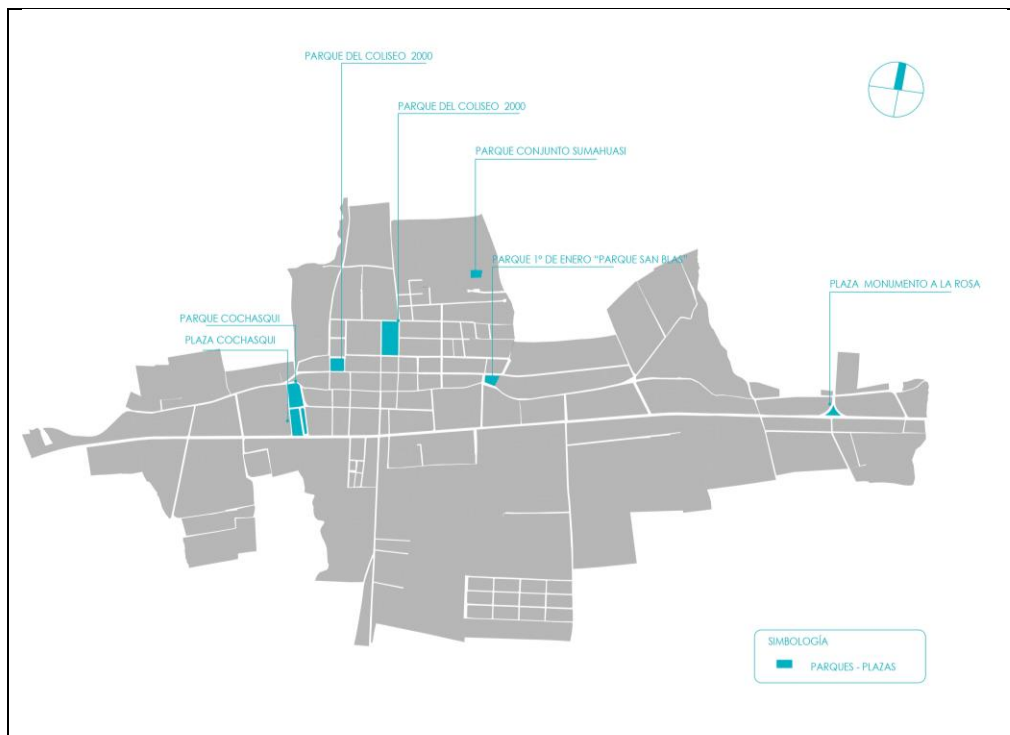 PARQUE DEL COLISEO 2000
PARQUE DEL COLISEO 2000
PARQUE CONJUNTO SUMAHUASI
PARQUE 1º DE ENERO "PARQUE SAN BLAS"
PLAZA MONUMENTO A LA ROSA
PARQUE COCHASQUI
PLAZA COCHASQUI
SIMBOLOGÍA
PARQUES - PLAZAS